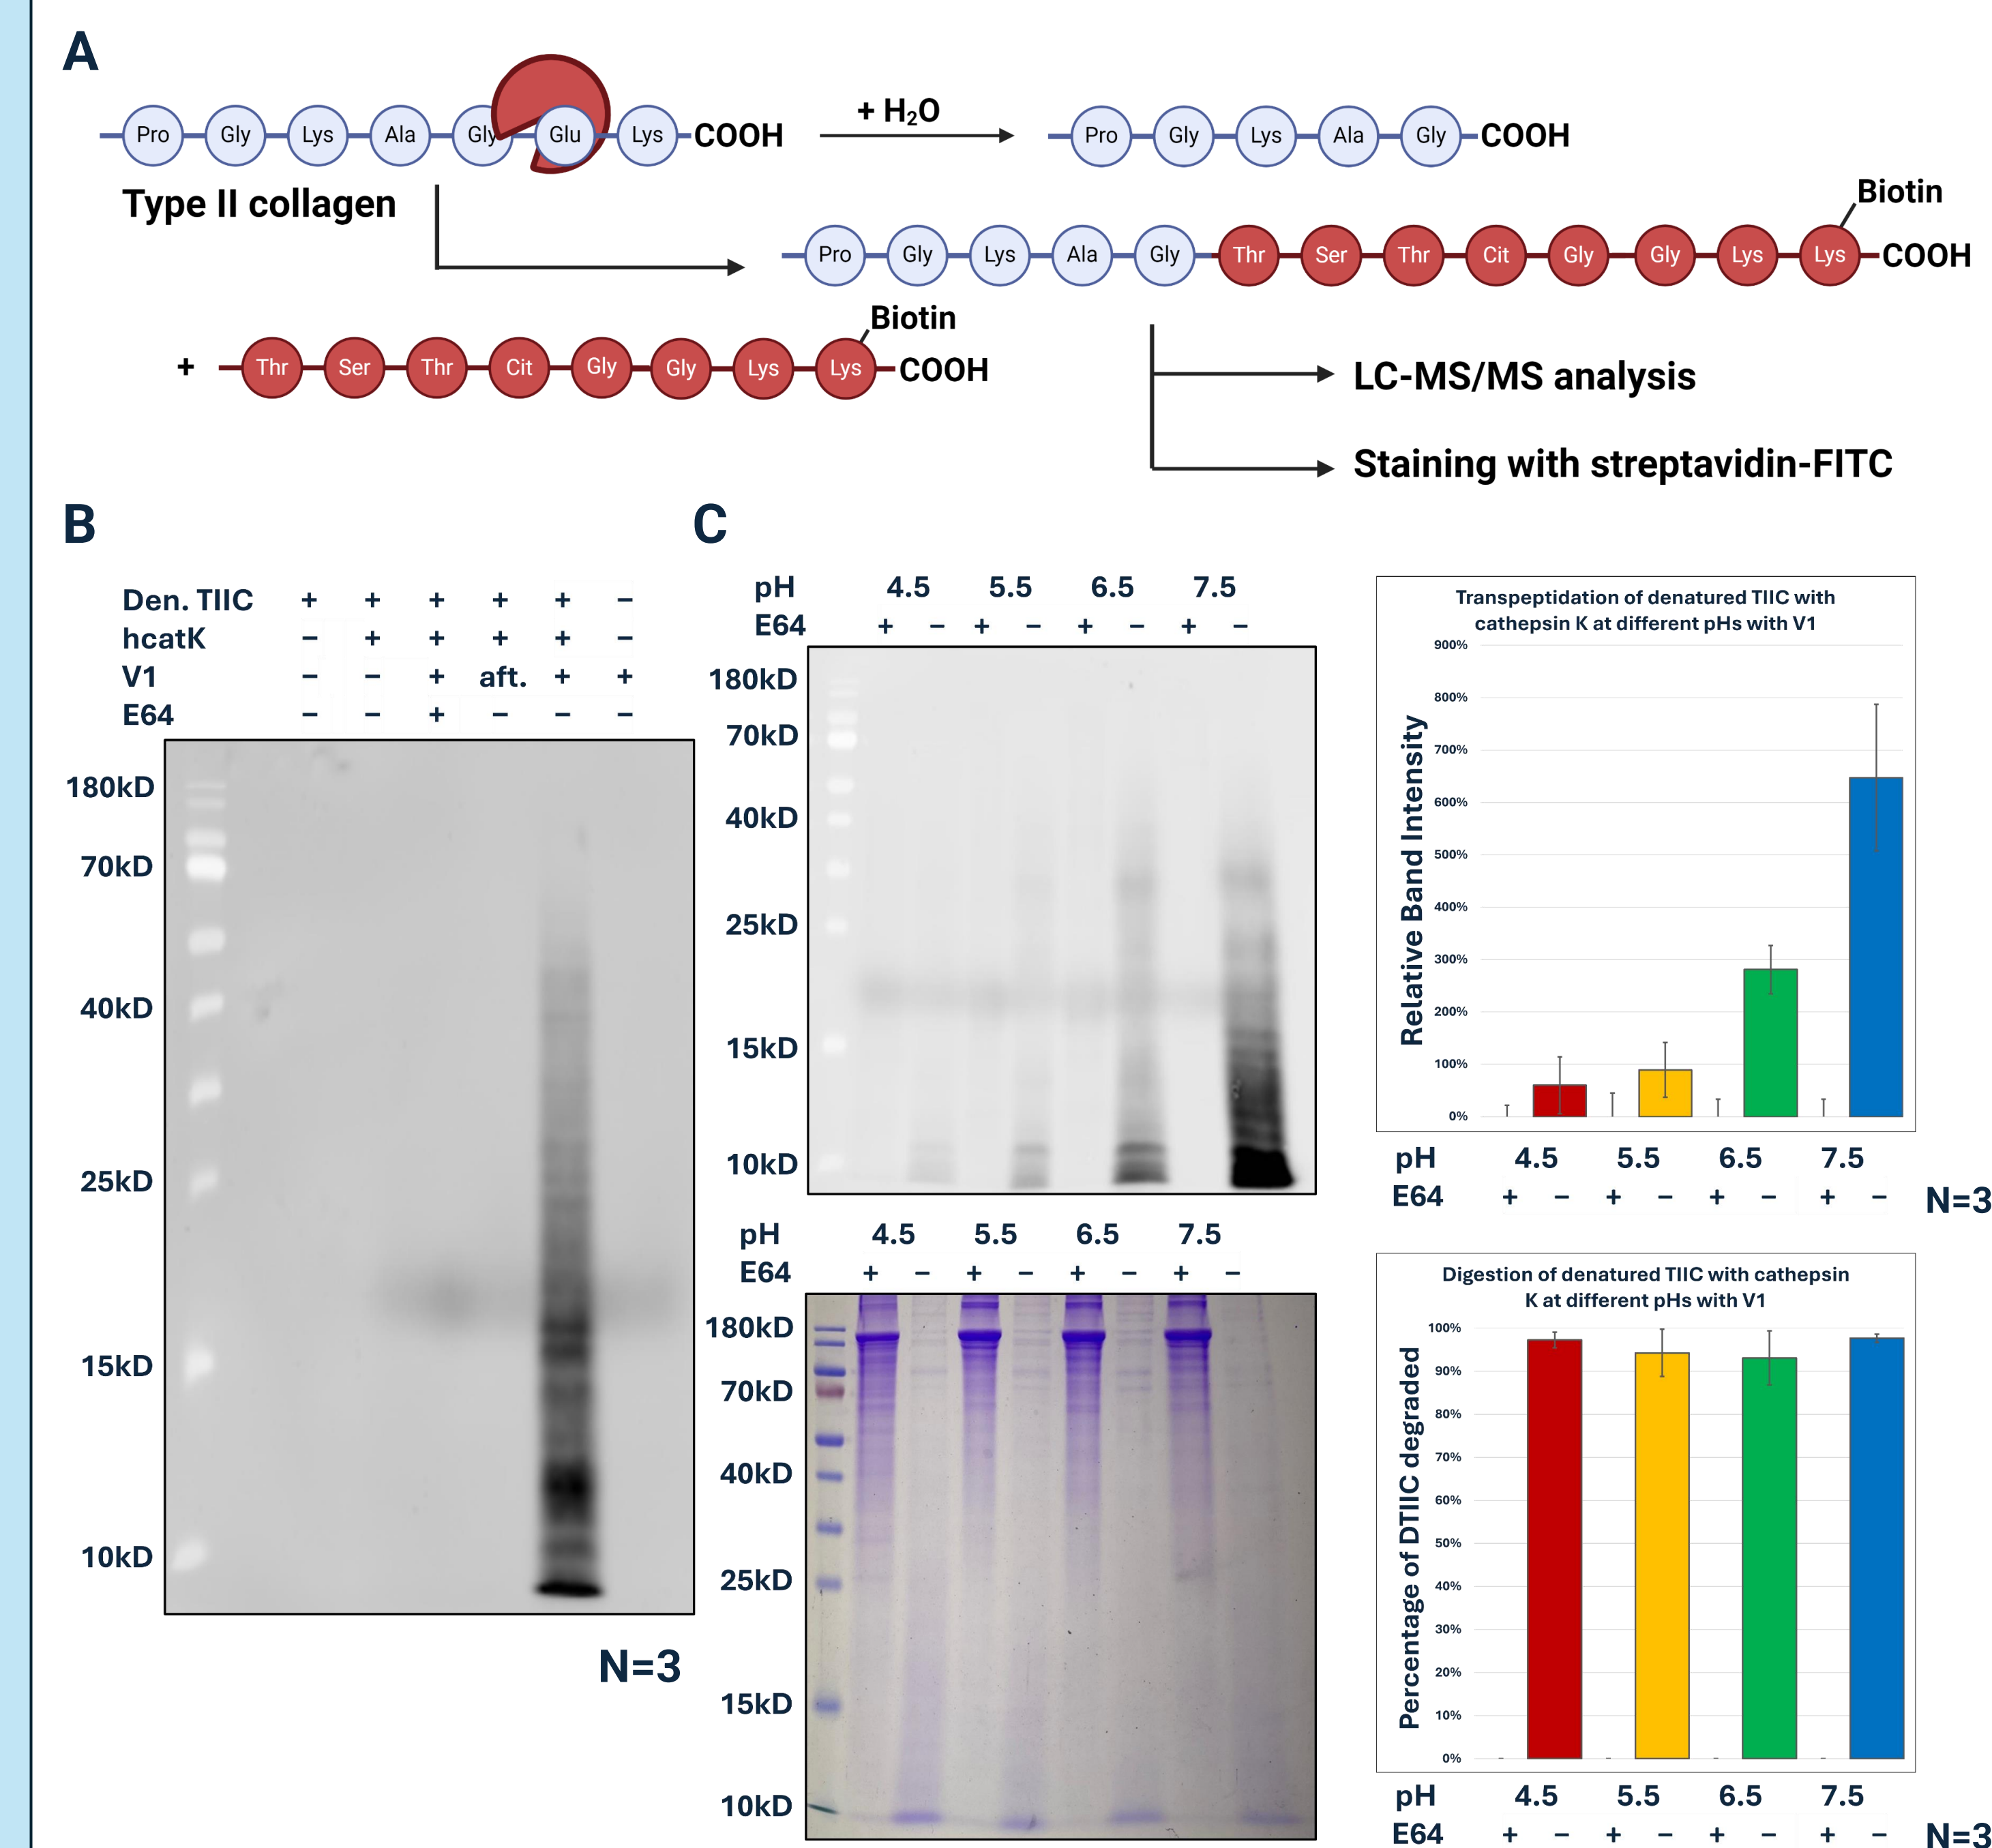 A
Pro Gly Lys Ala Gly Glu Lys COOH
+ H₂O
Pro Gly Lys Ala Gly COOH
Type II collagen
Biotin
Pro Gly Lys Ala Gly Thr Ser Thr Cit Gly Gly Lys Lys COOH
Biotin
+ Thr Ser Thr Cit Gly Gly Lys Lys COOH
LC-MS/MS analysis
Staining with streptavidin-FITC
B
Den. TIIC + + + + + −
hcatK − + + + + −
V1 − − + aft. + +
E64 − − + − − −
180kD
70kD
40kD
25kD
15kD
10kD
N=3
C
pH 4.5 5.5 6.5 7.5
E64 + − + − + − + −
180kD
70kD
40kD
25kD
15kD
10kD
Transpeptidation of denatured TIIC with
cathepsin K at different pHs with V1
Relative Band Intensity
900%
800%
700%
600%
500%
400%
300%
200%
100%
0%
pH 4.5 5.5 6.5 7.5
E64 + − + − + − + −
N=3
pH 4.5 5.5 6.5 7.5
E64 + − + − + − + −
180kD
70kD
40kD
25kD
15kD
10kD
Digestion of denatured TIIC with cathepsin
K at different pHs with V1
Percentage of DTIIC degraded
100%
90%
80%
70%
60%
50%
40%
30%
20%
10%
0%
pH 4.5 5.5 6.5 7.5
E64 + − + − + − + −
N=3